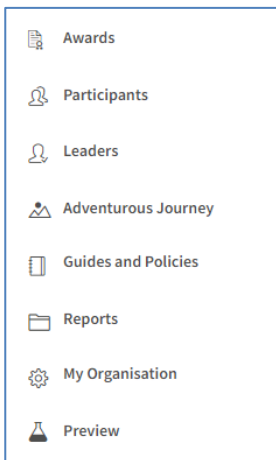 Awards
Participants
Leaders
Adventurous Journey
Guides and Policies
Reports
My Organisation
Preview